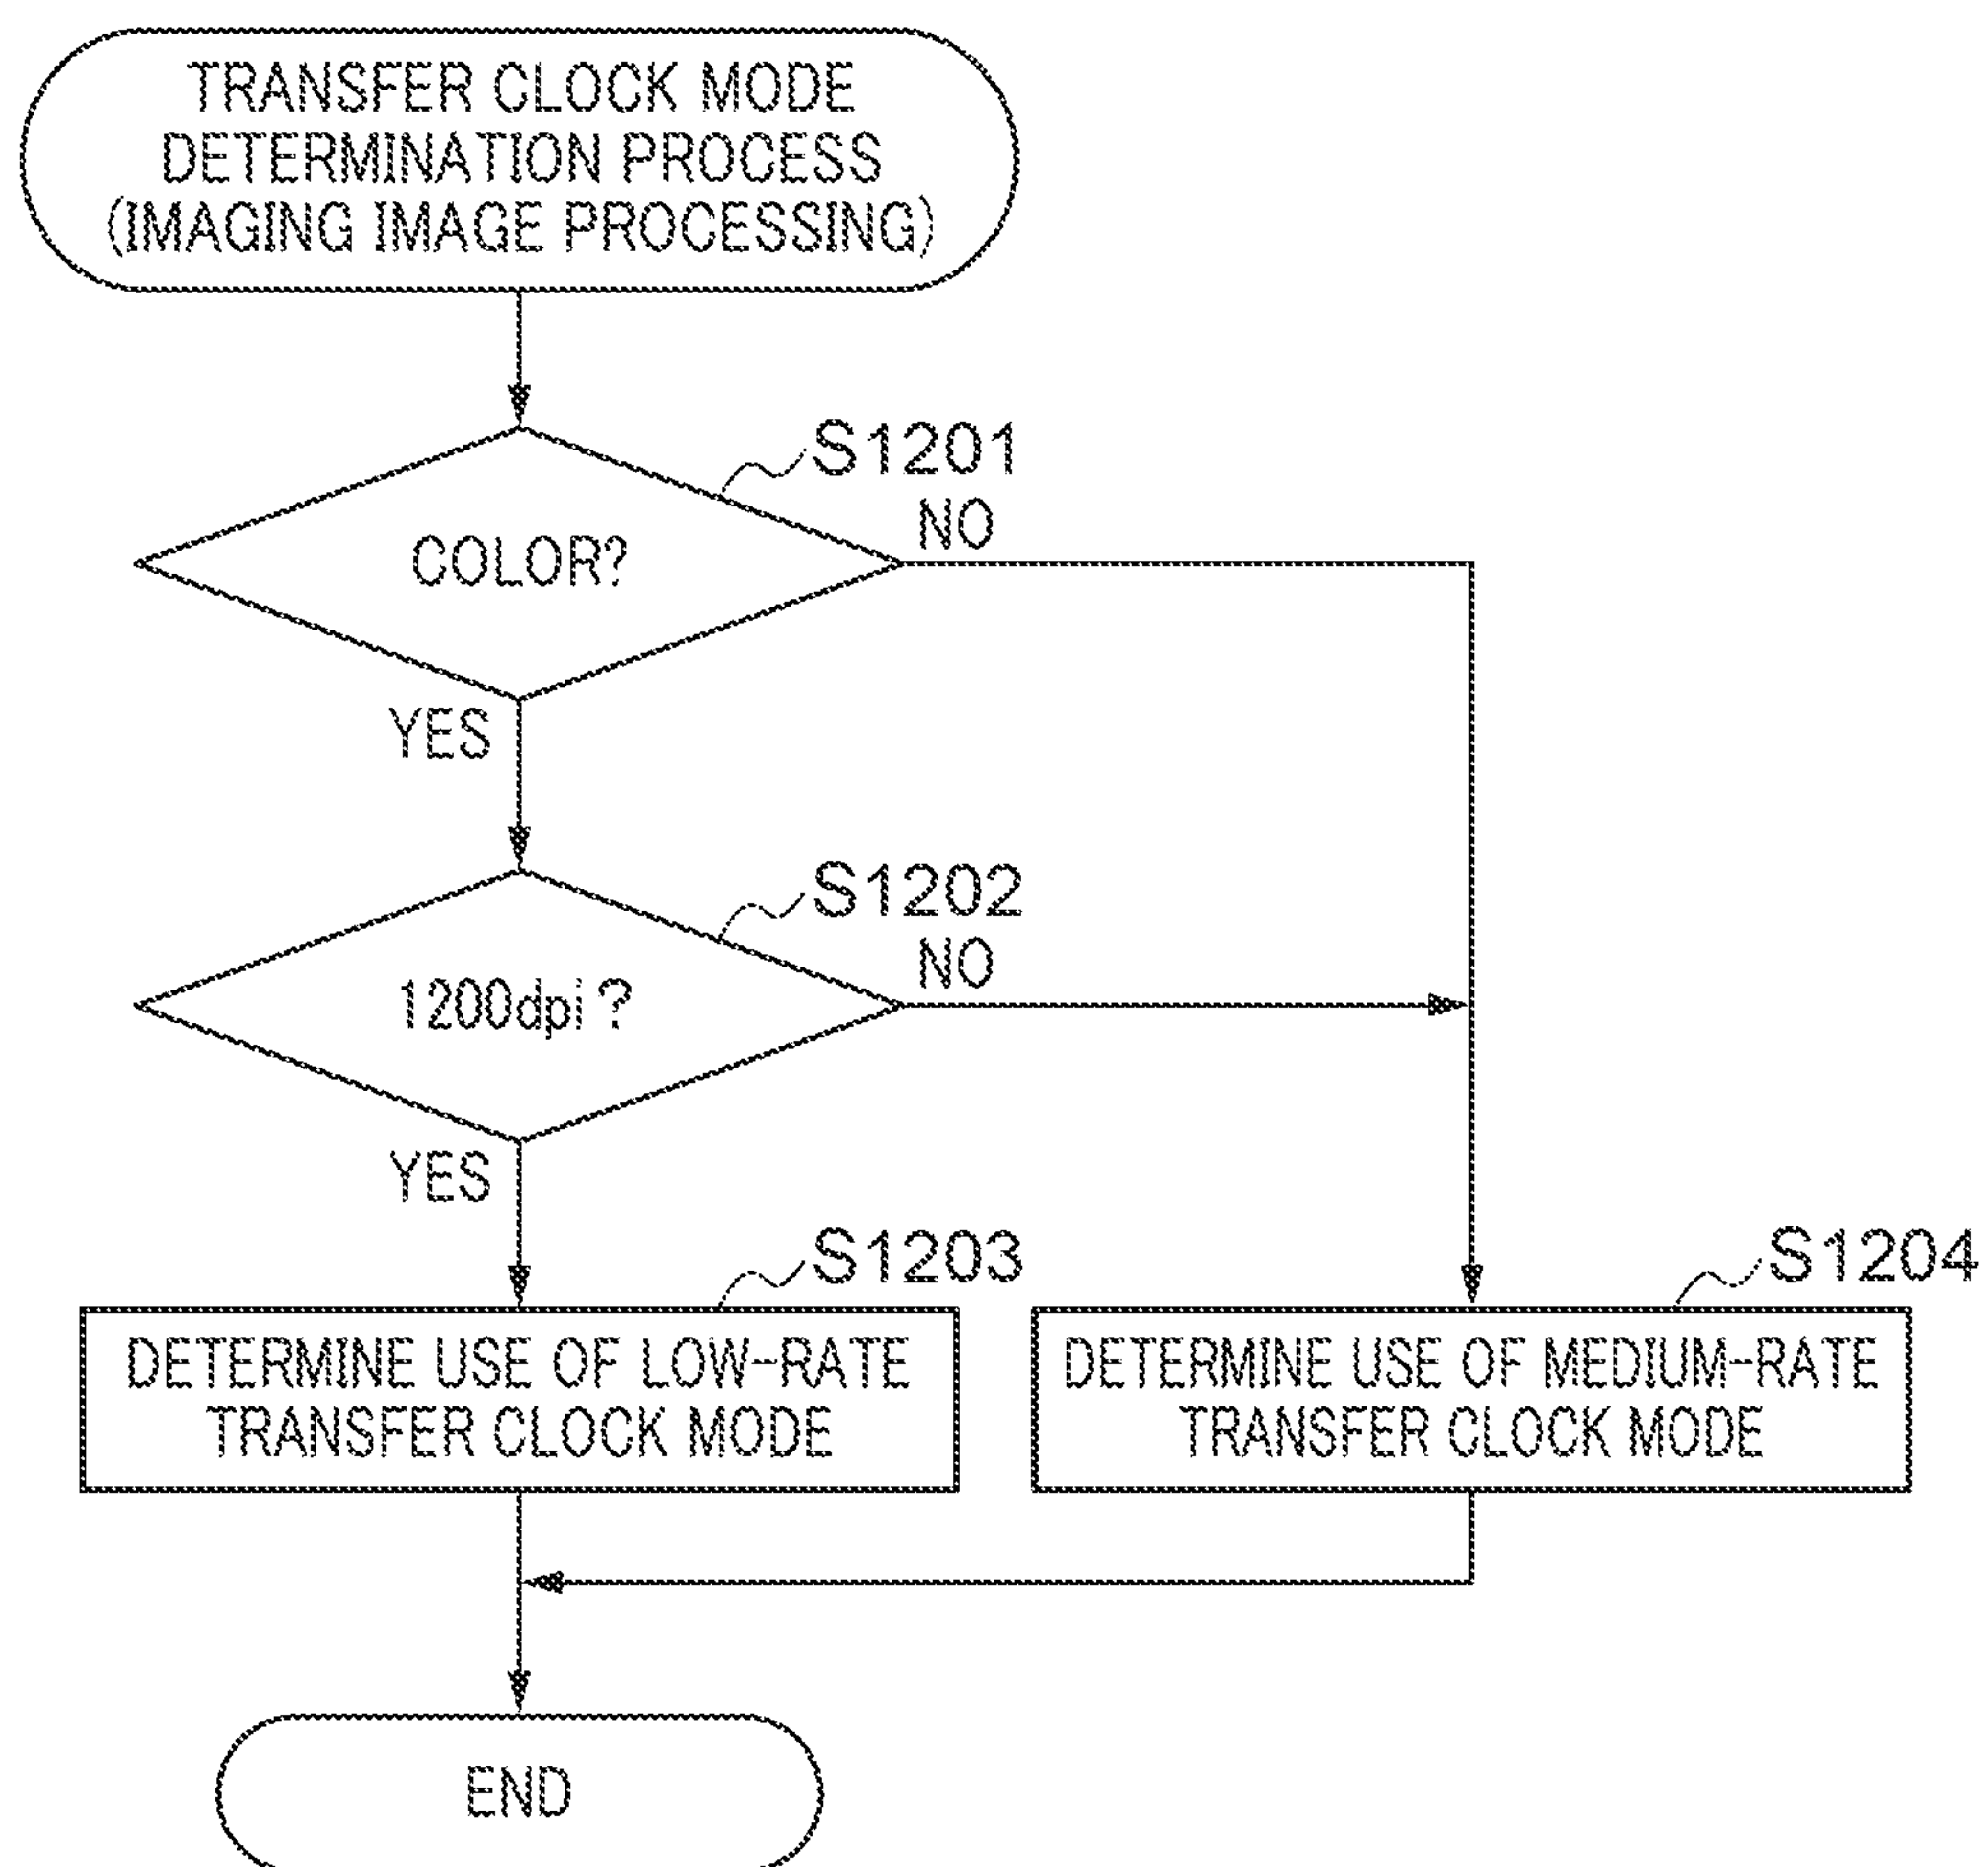 TRANSFER CLOCK MODE
DETERMINATION PROCESS
(IMAGING IMAGE PROCESSING)
S1201
NO
COLOR?
YES
S1202
NO
1200dpi?
YES
S1203
S1204
DETERMINE USE OF LOW-RATE
TRANSFER CLOCK MODE
DETERMINE USE OF MEDIUM-RATE
TRANSFER CLOCK MODE
END